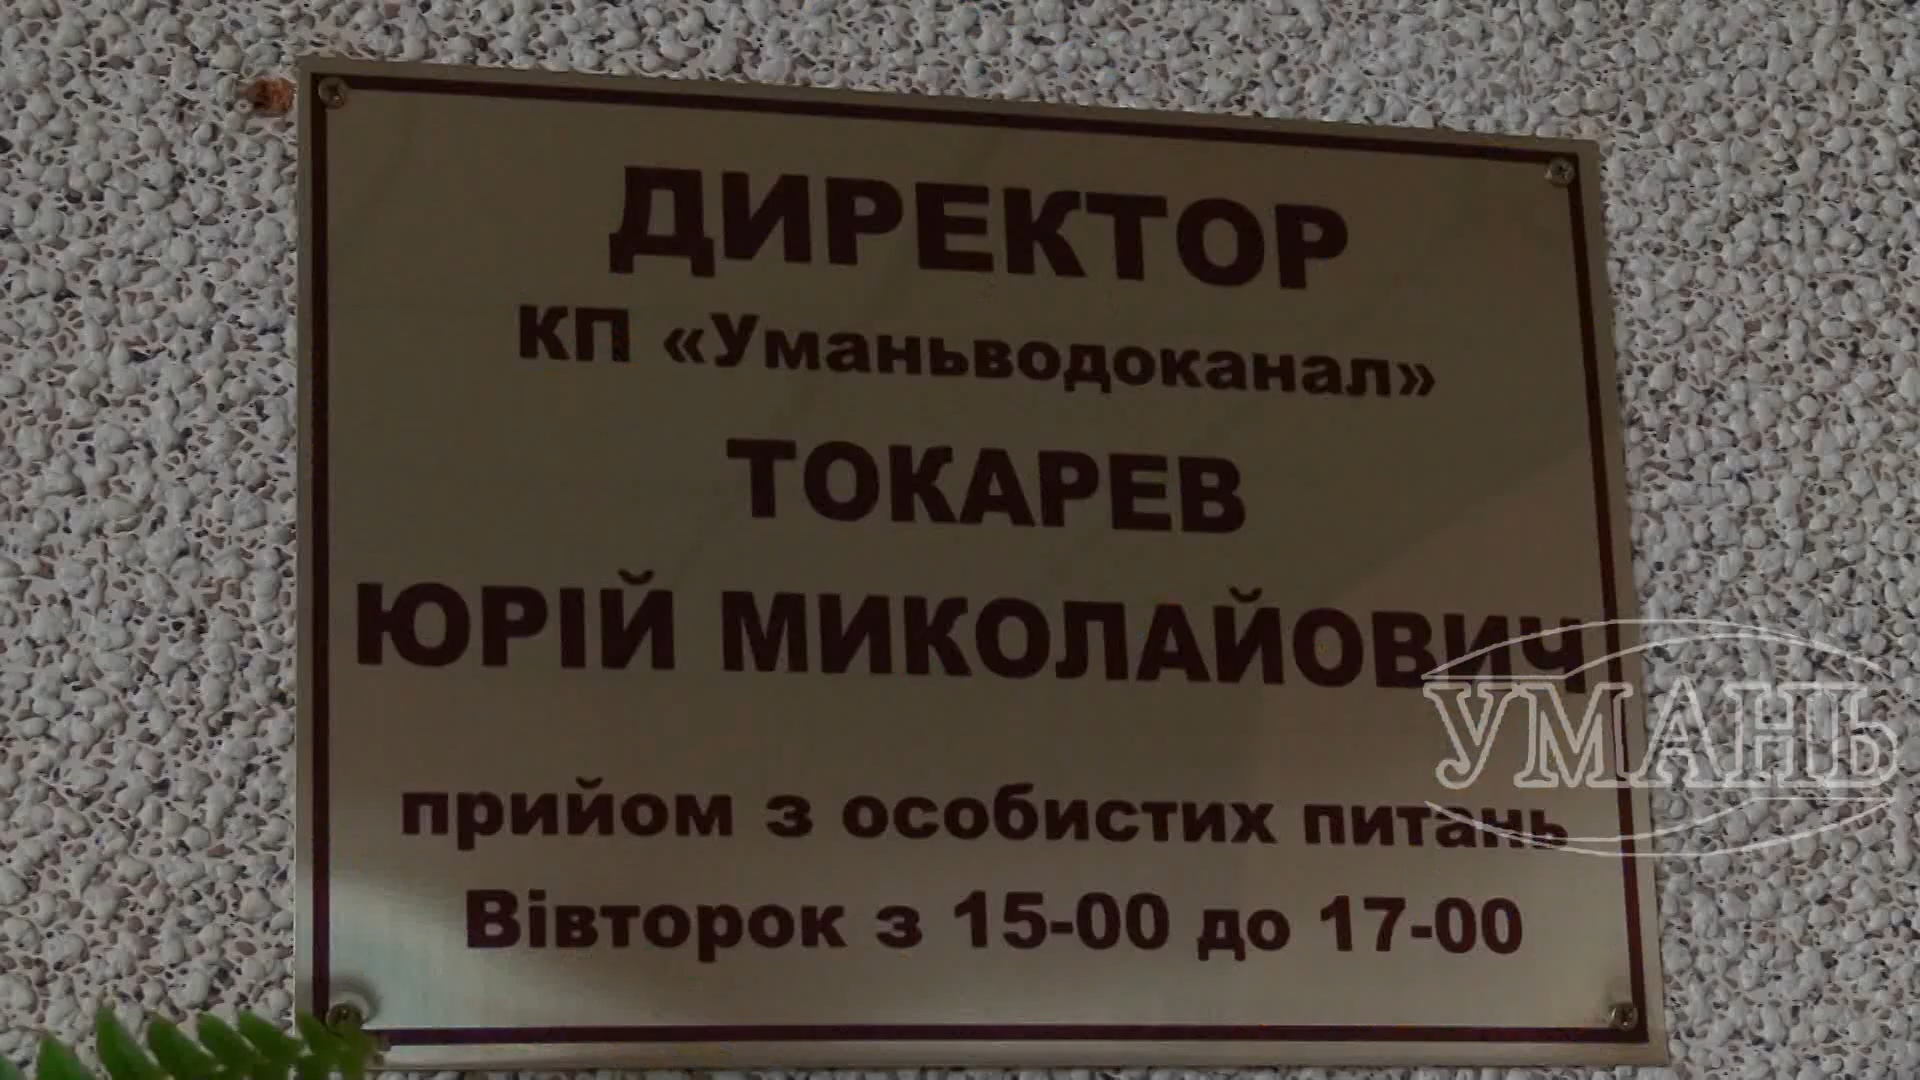 ДИРЕКТОР
КП «Уманьводоканал»
ТОКАРЕВ
ЮРІЙ МИКОЛАЙОВИЧ
УМАНЬ
прийом з особистих питань
Вівторок з 15-00 до 17-00